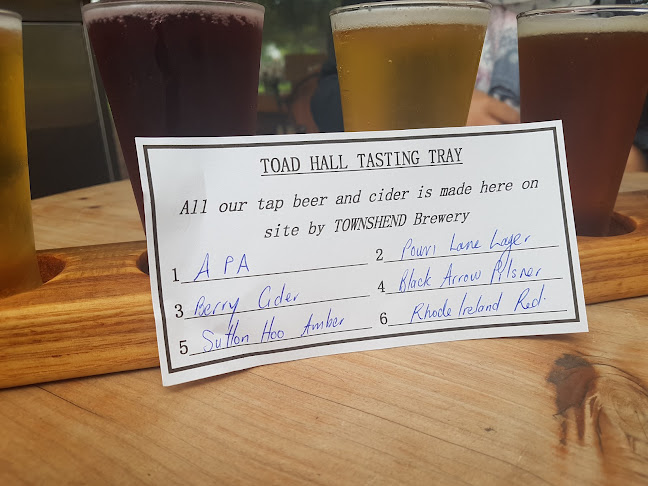 TOAD HALL TASTING TRAY
All our tap beer and cider is made here on
site by TOWNSHEND Brewery
1 APA 2 Pouri Lane Lager
3 Berry Cider 4 Black Arrow Pilsner
5 Sutton Hoo Amber 6 Rhode Ireland Red.